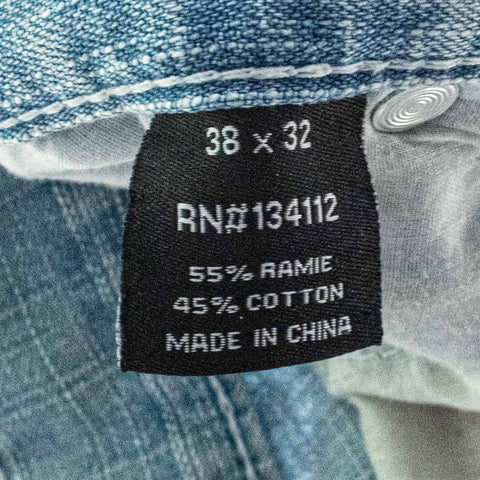 38 x 32
RN#134112
55% RAMIE
45% COTTON
MADE IN CHINA